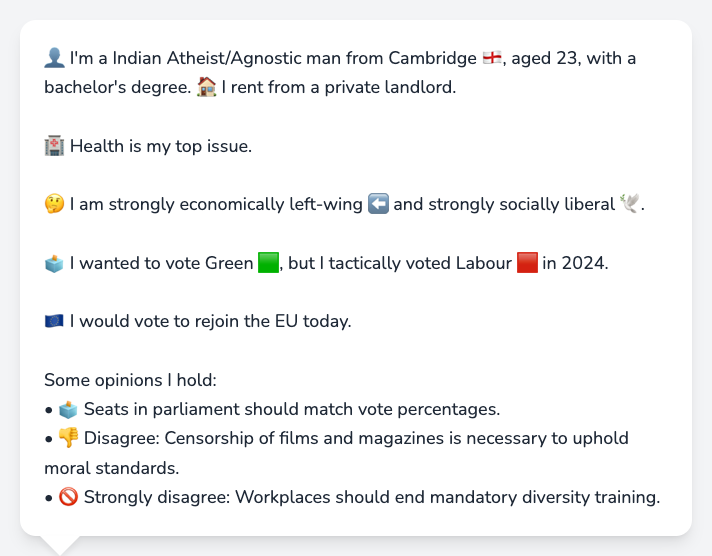 👤 I'm a Indian Atheist/Agnostic man from Cambridge 🏴󠁧󠁢󠁥󠁮󠁧󠁿, aged 23, with a
bachelor's degree. 🏠 I rent from a private landlord.
🏥 Health is my top issue.
🤔 I am strongly economically left-wing ⬅️ and strongly socially liberal 🕊️.
🗳️ I wanted to vote Green 🟩, but I tactically voted Labour 🟥 in 2024.
🇪🇺 I would vote to rejoin the EU today.
Some opinions I hold:
• 🗳️ Seats in parliament should match vote percentages.
• 👎 Disagree: Censorship of films and magazines is necessary to uphold
moral standards.
• 🚫 Strongly disagree: Workplaces should end mandatory diversity training.